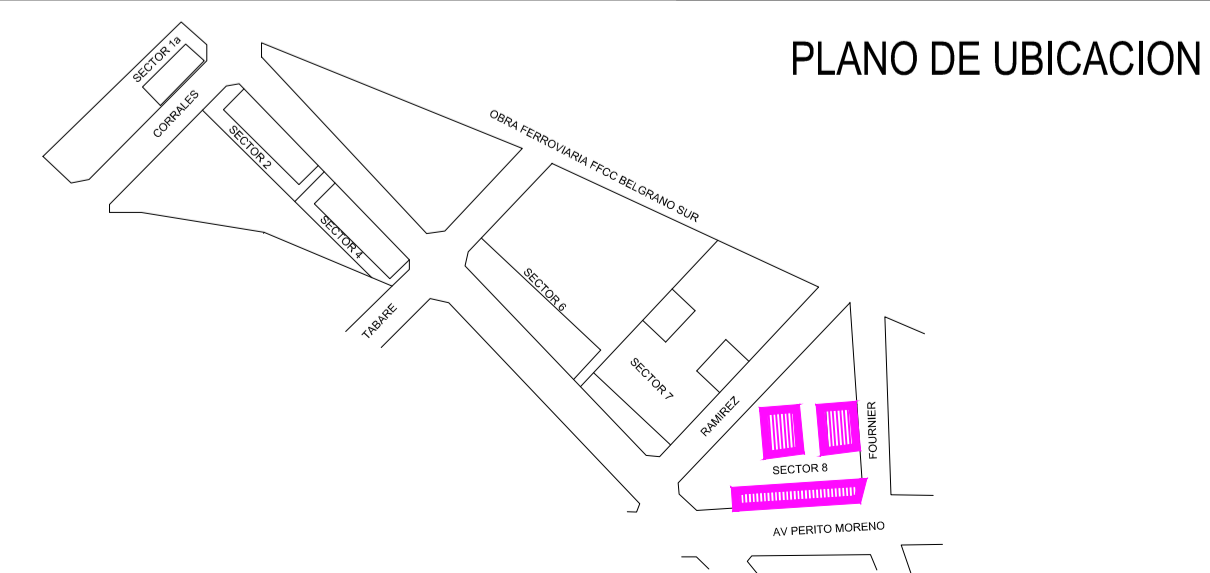 PLANO DE UBICACION
SECTOR 1a
CORRALES
SECTOR 2
SECTOR 4
TABARE
OBRA FERROVIARIA FFCC BELGRANO SUR
SECTOR 6
SECTOR 7
RAMIREZ
FOURNIER
SECTOR 8
AV PERITO MORENO